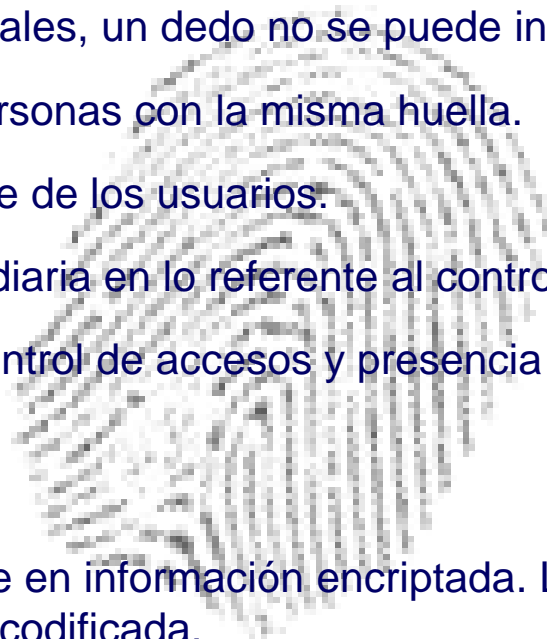 ales, un dedo no se puede in
rsonas con la misma huella.
e de los usuarios.
diaria en lo referente al contro
ntrol de accesos y presencia
e en información encriptada. L
codificada.